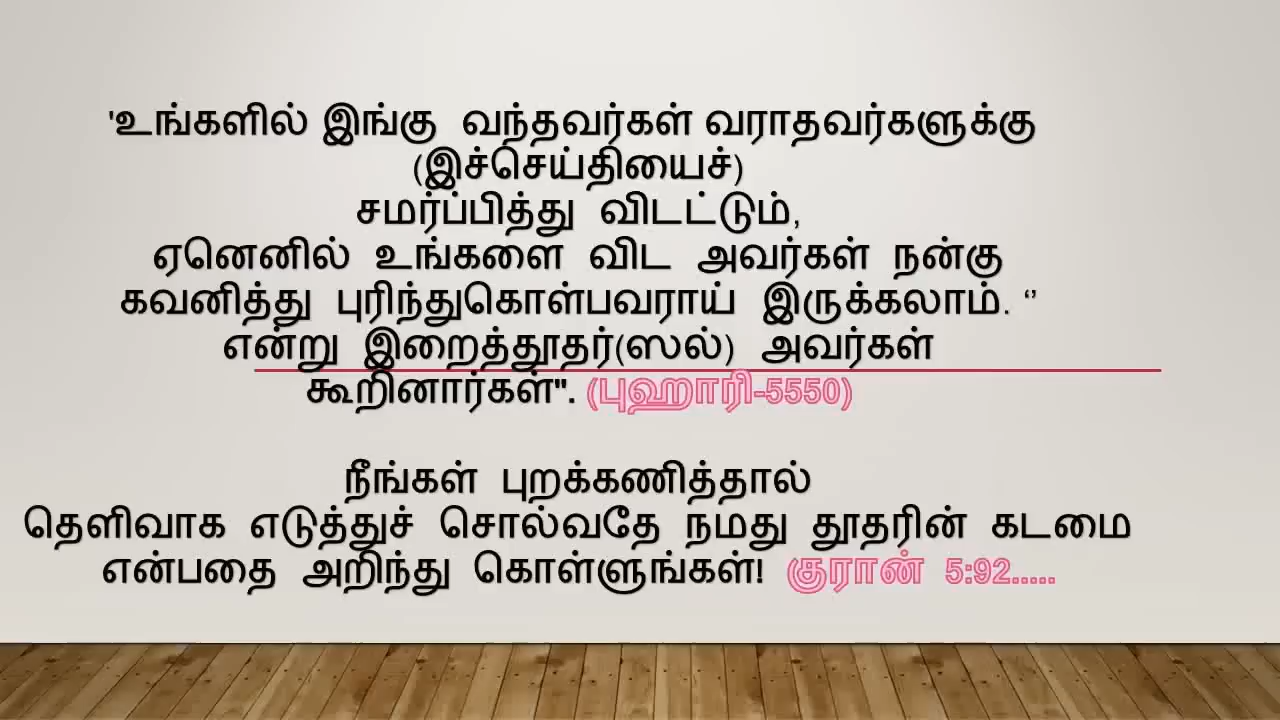 'உங்களில் இங்கு வந்தவர்கள் வராதவர்களுக்கு
(இச்செய்தியைச்)
சமர்ப்பித்து விடட்டும்,
ஏனெனில் உங்களை விட அவர்கள் நன்கு
கவனித்து புரிந்துகொள்பவராய் இருக்கலாம். ‘’
என்று இறைத்தூதர்(ஸல்) அவர்கள்
கூறினார்கள்". (புஹாரி-5550)
நீங்கள் புறக்கணித்தால்
தெளிவாக எடுத்துச் சொல்வதே நமது தூதரின் கடமை
என்பதை அறிந்து கொள்ளுங்கள்! குரான் 5:92.....